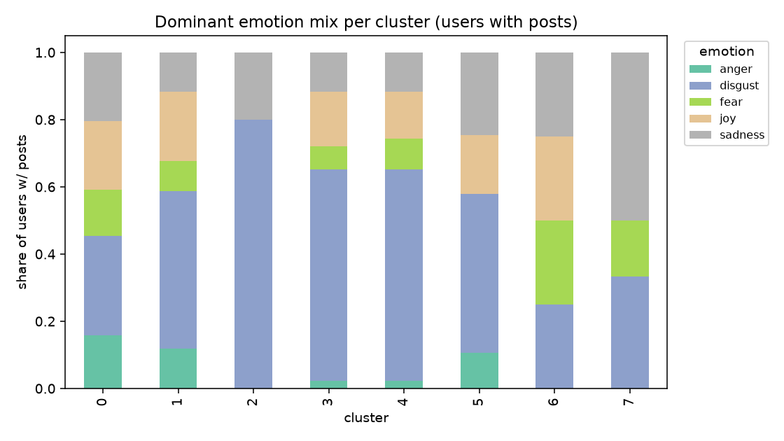 Dominant emotion mix per cluster (users with posts)
share of users w/ posts
1.0
0.8
0.6
0.4
0.2
0.0
0
1
2
3
4
5
6
7
cluster
emotion
anger
disgust
fear
joy
sadness